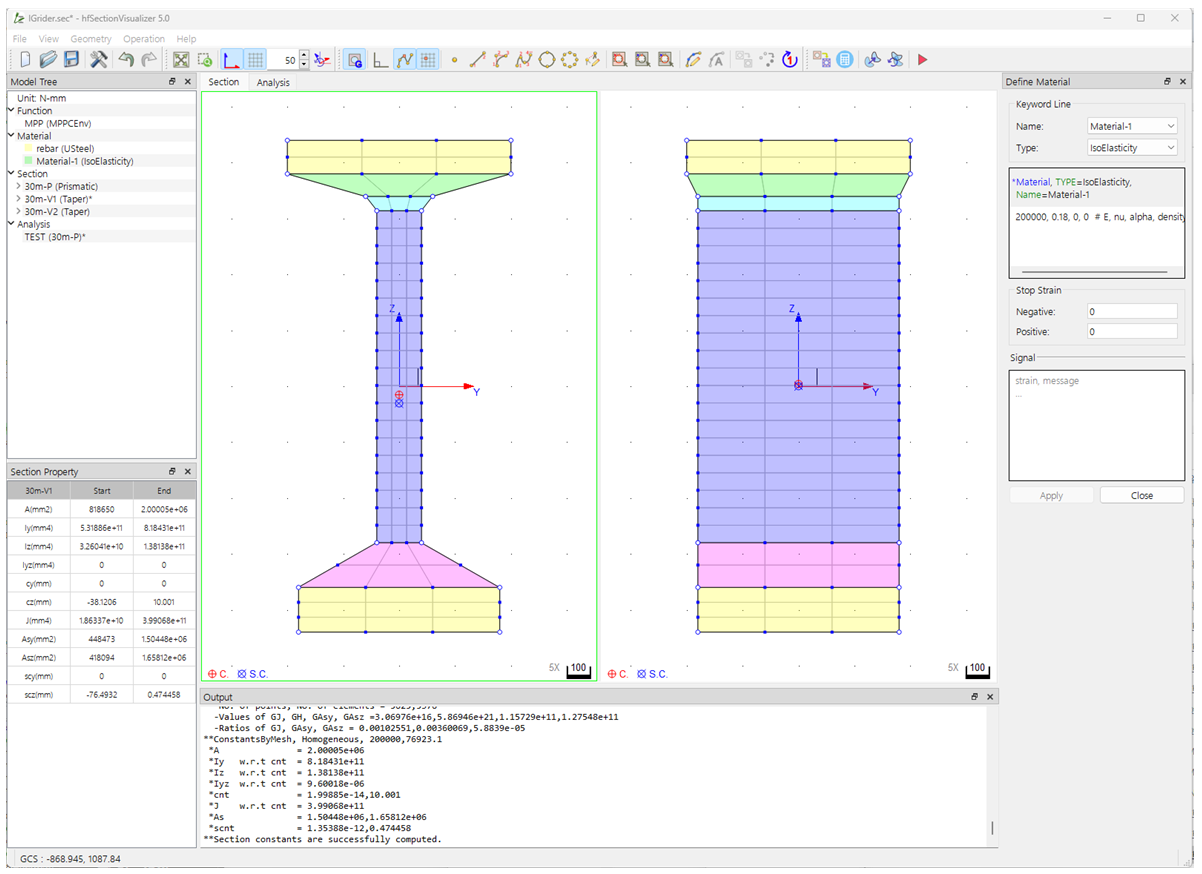 IGrider.sec* - hfSectionVisualizer 5.0
File View Geometry Operation Help
50
Model Tree
Unit: N-mm
Function
MPP (MPPCEnv)
Material
rebar (USteel)
Material-1 (IsoElasticity)
Section
30m-P (Prismatic)
30m-V1 (Taper)*
30m-V2 (Taper)
Analysis
TEST (30m-P)*
Section Property
30m-V1 Start End
A(mm2) 818650 2.00005e+06
Iy(mm4) 5.31886e+11 8.18431e+11
Iz(mm4) 3.26041e+10 1.38138e+11
Iyz(mm4) 0 0
cy(mm) 0 0
cz(mm) -38.1206 10.001
J(mm4) 1.86337e+10 3.99068e+11
Asy(mm2) 448473 1.50448e+06
Asz(mm2) 418094 1.65812e+06
scy(mm) 0 0
scz(mm) -76.4932 0.474458
Section Analysis
Z
Y
C. S.C.
5X 100
Z
Y
C. S.C.
5X 100
Output
-Values of GJ, GH, GAsy, GAsz =3.06976e+16,5.86946e+21,1.15729e+11,1.27548e+11
-Ratios of GJ, GAsy, GAsz = 0.00102551,0.00360069,5.8839e-05
**ConstantsByMesh, Homogeneous, 200000,76923.1
*A = 2.00005e+06
*Iy w.r.t cnt = 8.18431e+11
*Iz w.r.t cnt = 1.38138e+11
*Iyz w.r.t cnt = 9.60018e-06
*cnt = 1.99885e-14,10.001
*J w.r.t cnt = 3.99068e+11
*As = 1.50448e+06,1.65812e+06
*scnt = 1.35388e-12,0.474458
**Section constants are successfully computed.
Define Material
Keyword Line
Name: Material-1
Type: IsoElasticity
*Material, TYPE=IsoElasticity,
Name=Material-1
200000, 0.18, 0, 0 # E, nu, alpha, density
Stop Strain
Negative: 0
Positive: 0
Signal
strain, message
...
Apply Close
GCS : -868.945, 1087.84